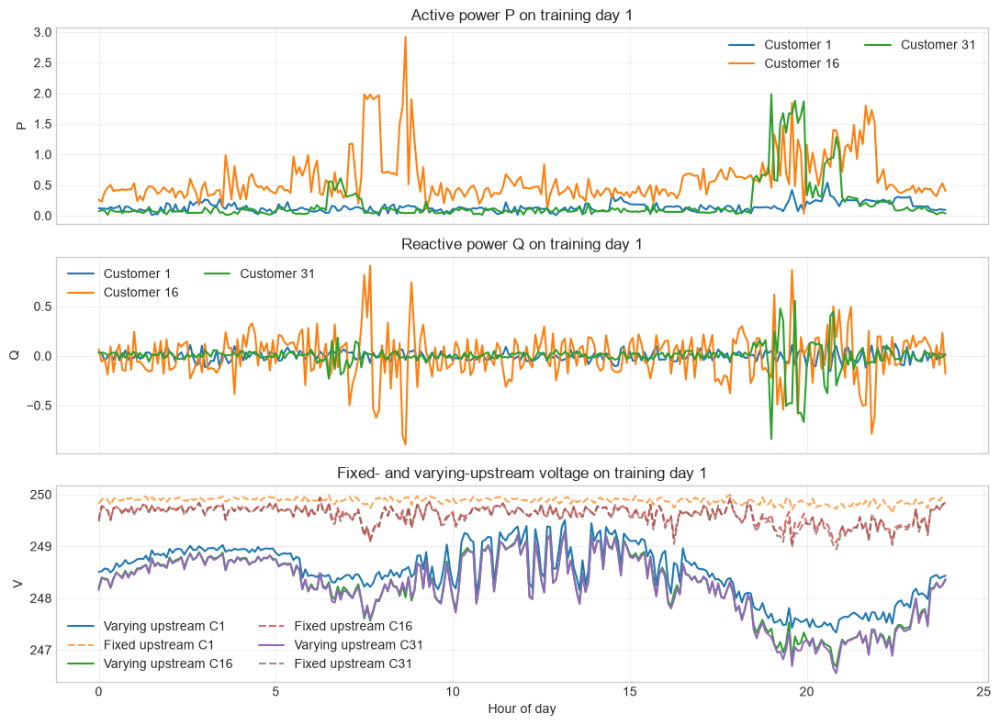 Active power P on training day 1
3.0
2.5
2.0
1.5
1.0
0.5
0.0
P
Customer 1
Customer 16
Customer 31
Reactive power Q on training day 1
Customer 1
Customer 16
Customer 31
0.5
0.0
−0.5
Q
Fixed- and varying-upstream voltage on training day 1
250
249
248
247
V
Varying upstream C1
Fixed upstream C1
Varying upstream C16
Fixed upstream C16
Varying upstream C31
Fixed upstream C31
0 5 10 15 20 25
Hour of day